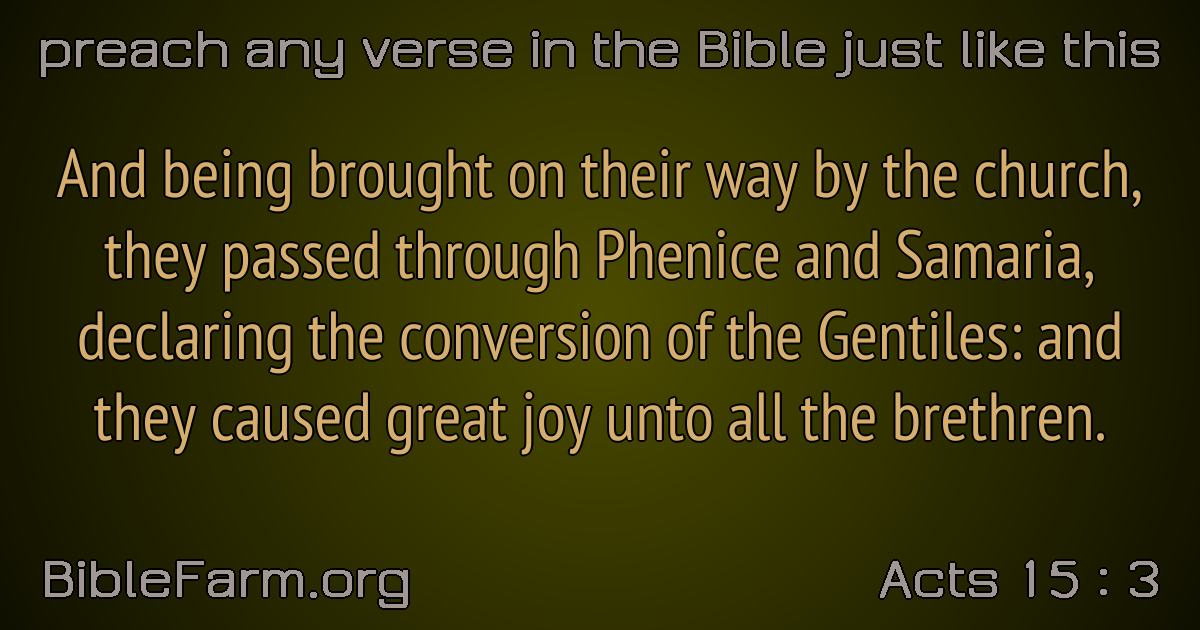 preach any verse in the Bible just like this
And being brought on their way by the church,
they passed through Phenice and Samaria,
declaring the conversion of the Gentiles: and
they caused great joy unto all the brethren.
BibleFarm.org
Acts 15 : 3